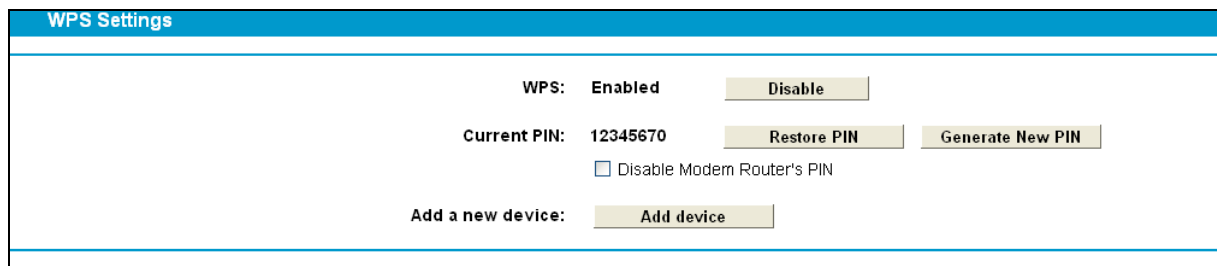 WPS Settings
WPS: Enabled Disable
Current PIN: 12345670 Restore PIN Generate New PIN
Disable Modem Router's PIN
Add a new device: Add device